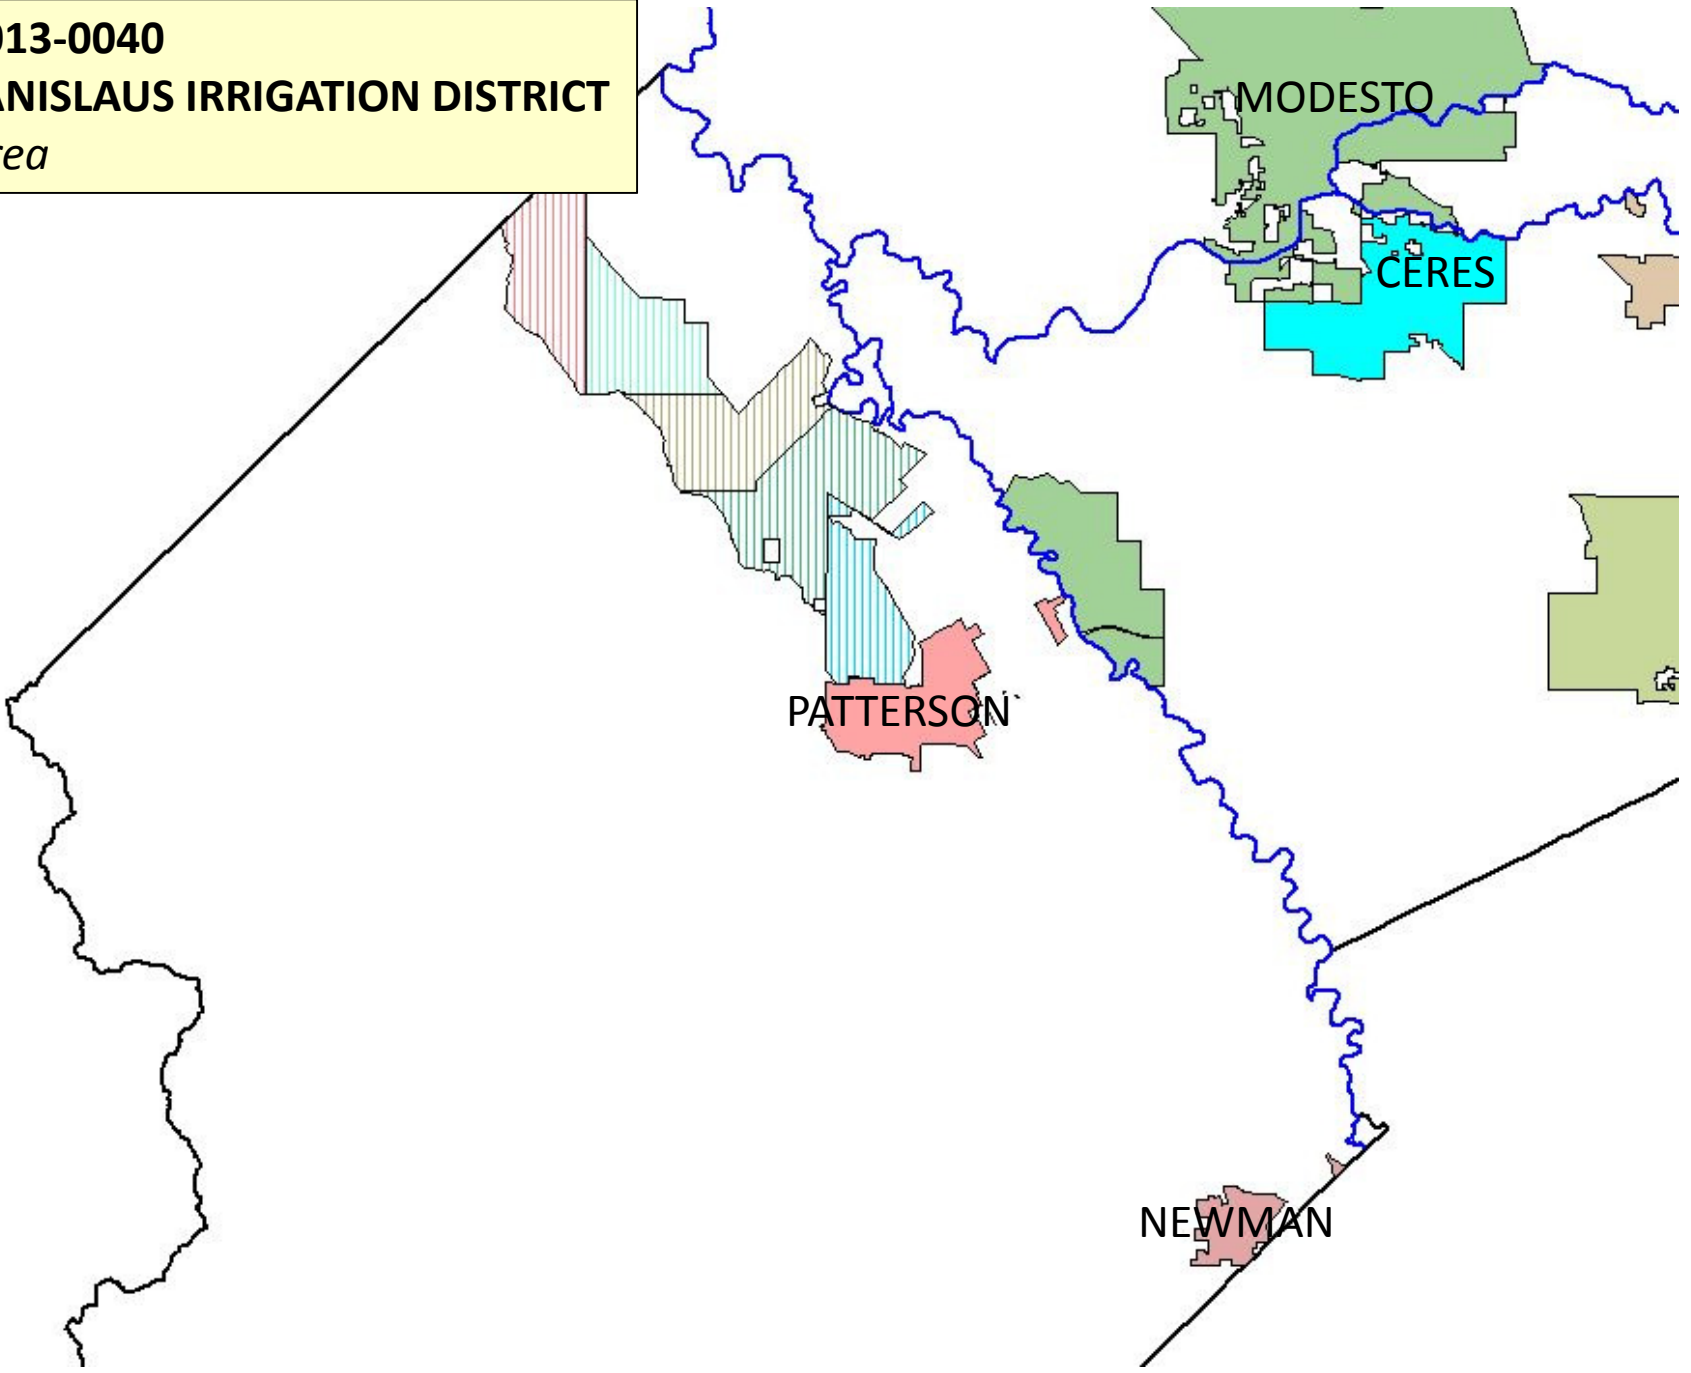 013-0040
ANISLAUS IRRIGATION DISTRICT
rea
MODESTO
CERES
PATTERSON
NEWMAN